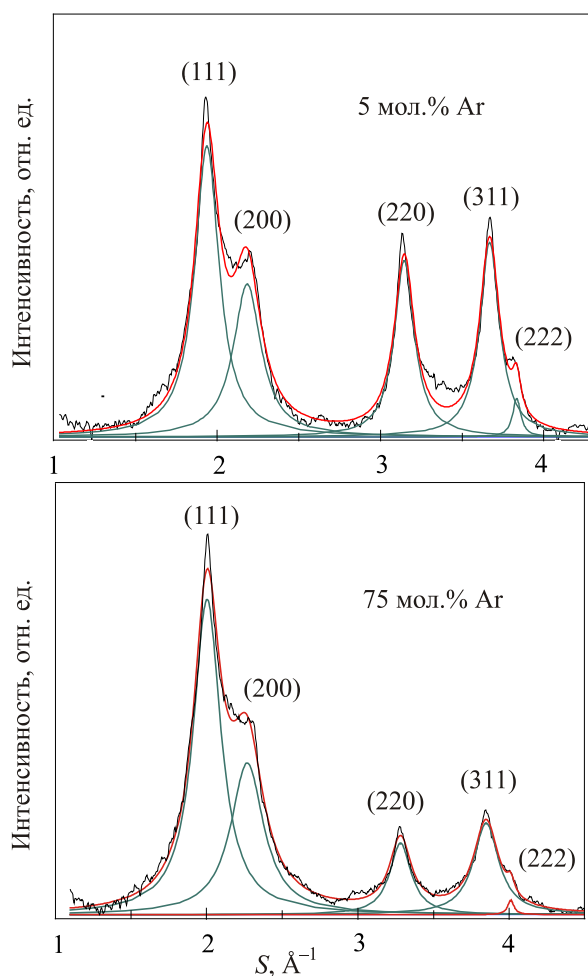 (111)
5 мол.% Ar
(311)
(200)
(220)
(222)
Интенсивность, отн. ед.
1 2 3 4
(111)
75 мол.% Ar
(200)
(220)
(311)
(222)
Интенсивность, отн. ед.
1 2 3 4
S, Å⁻¹